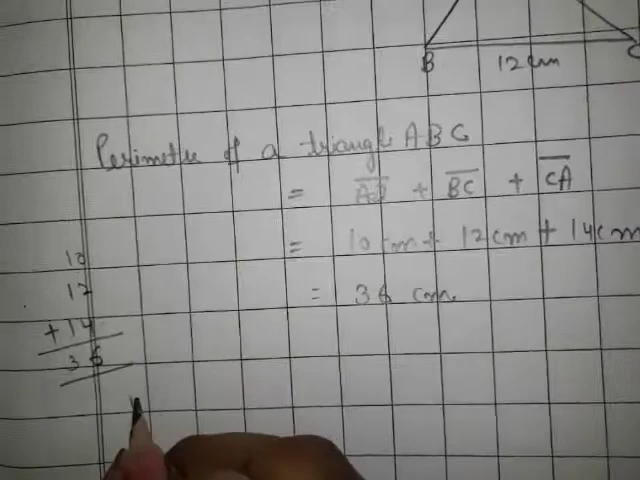 B 12 cm C
Perimeter of a triangle ABC
= AB + BC + CA
= 10 cm + 12 cm + 14 cm
= 36 cm
10
12
+ 14
36